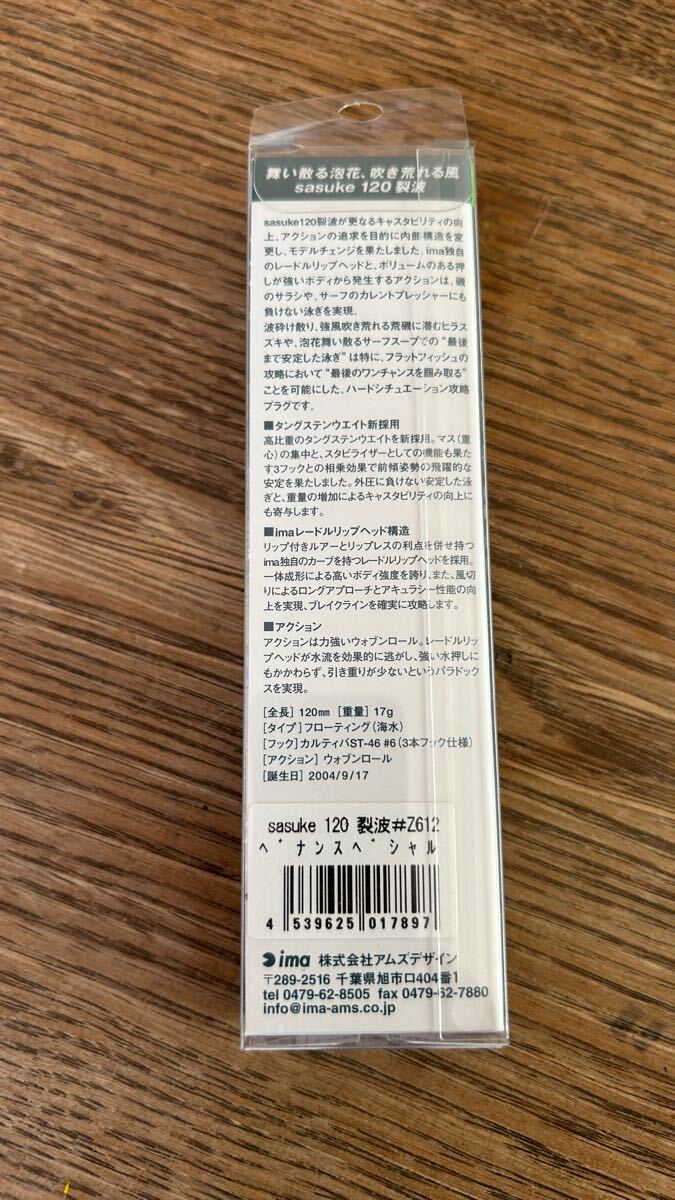 舞い散る泡花、吹き荒れる風
sasuke 120 裂波
sasuke120裂波が更なるキャスタビリティの向
上、アクションの追求を目的に内部構造を変
更し、モデルチェンジを果たしました。ima独自
のレードルリップヘッドと、ボリュームのある押
しが強いボディから発生するアクションは、磯
のサラシや、サーフのカレントプレッシャーにも
負けない泳ぎを実現。
波砕け散り、強風吹き荒れる荒磯に潜むヒラス
ズキや、泡花舞い散るサーフスープでの“最後
まで安定した泳ぎ”は特に、フラットフィッシュの
攻略において“最後のワンチャンスを掴み取る”
ことを可能にした、ハードシチュエーション攻略
プラグです。
■タングステンウエイト新採用
高比重のタングステンウエイトを新採用。マス(重
心)の集中と、スタビライザーとしての機能も果た
す3フックとの相乗効果で前傾姿勢の飛躍的な
安定を果たしました。外圧に負けない安定した泳
ぎと、重量の増加によるキャスタビリティの向上に
も寄与します。
■imaレードルリップヘッド構造
リップ付きルアーとリップレスの利点を併せ持つ
ima独自のカーブを持つレードルリップヘッドを採用。
一体成形による高いボディ強度を誇り、また、風切
りによるロングアプローチとアキュラシー性能の向
上を実現、ブレイクラインを確実に攻略します。
■アクション
アクションは力強いウォブンロール。レードルリッ
プヘッドが水流を効果的に逃がし、強い水押しに
もかかわらず、引き重りが少ないというパラドック
スを実現。
[全長] 120mm [重量] 17g
[タイプ] フローティング(海水)
[フック] カルティバST-46 #6(3本フック仕様)
[アクション] ウォブンロール
[誕生日] 2004/9/17
sasuke 120 裂波#Z612
ペナンスペシャル
4 539625 017897
ima 株式会社アムズデザイン
〒289-2516 千葉県旭市ロ404番1
tel 0479-62-8505 fax 0479-62-7880
info@ima-ams.co.jp